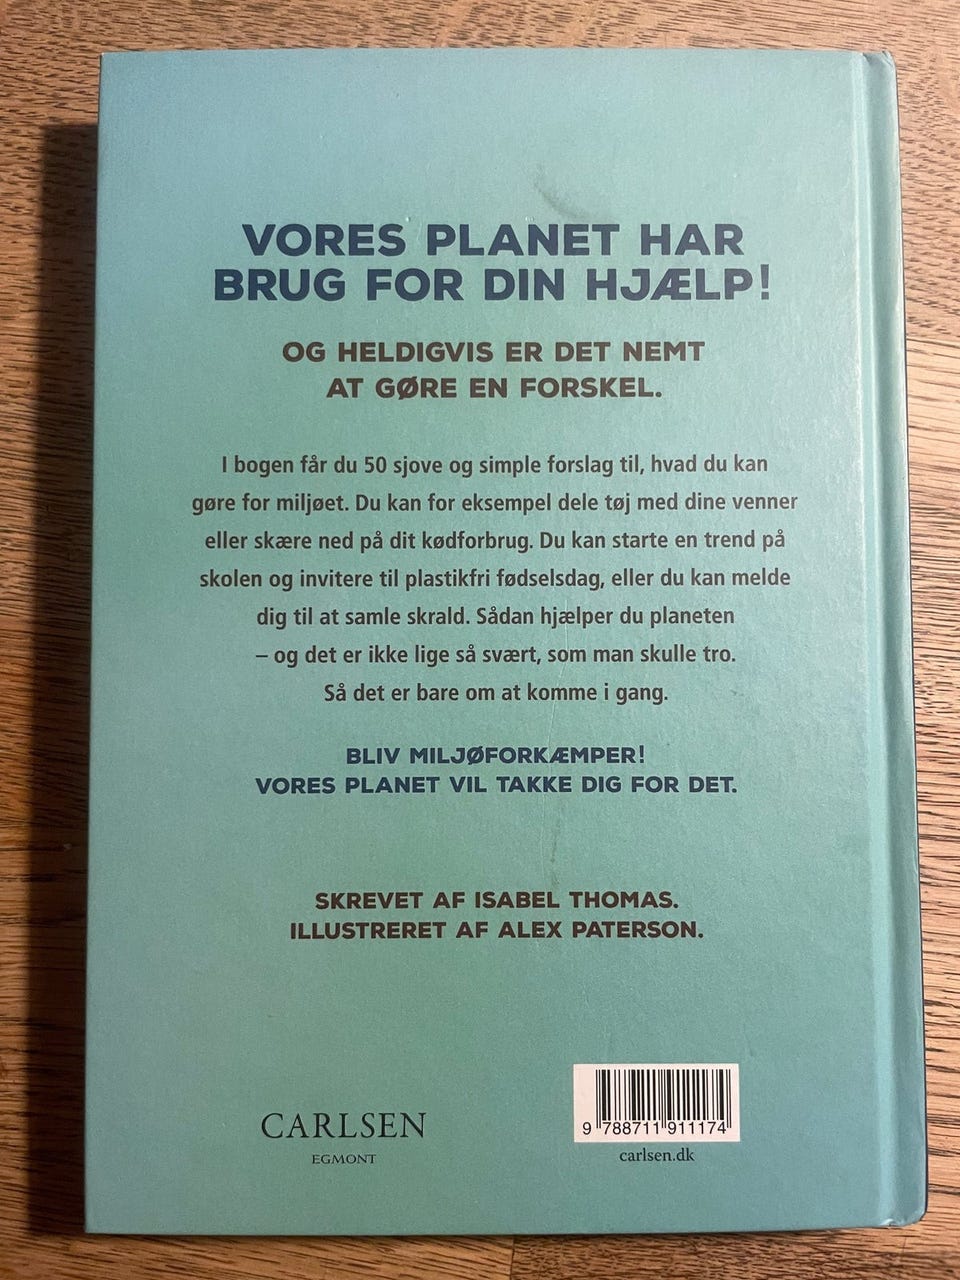 VORES PLANET HAR
BRUG FOR DIN HJÆLP!
OG HELDIGVIS ER DET NEMT
AT GØRE EN FORSKEL.
I bogen får du 50 sjove og simple forslag til, hvad du kan
gøre for miljøet. Du kan for eksempel dele tøj med dine venner
eller skære ned på dit kødforbrug. Du kan starte en trend på
skolen og invitere til plastikfri fødselsdag, eller du kan melde
dig til at samle skrald. Sådan hjælper du planeten
– og det er ikke lige så svært, som man skulle tro.
Så det er bare om at komme i gang.
BLIV MILJØFORKÆMPER!
VORES PLANET VIL TAKKE DIG FOR DET.
SKREVET AF ISABEL THOMAS.
ILLUSTRERET AF ALEX PATERSON.
CARLSEN
EGMONT
9 788711 911174
carlsen.dk